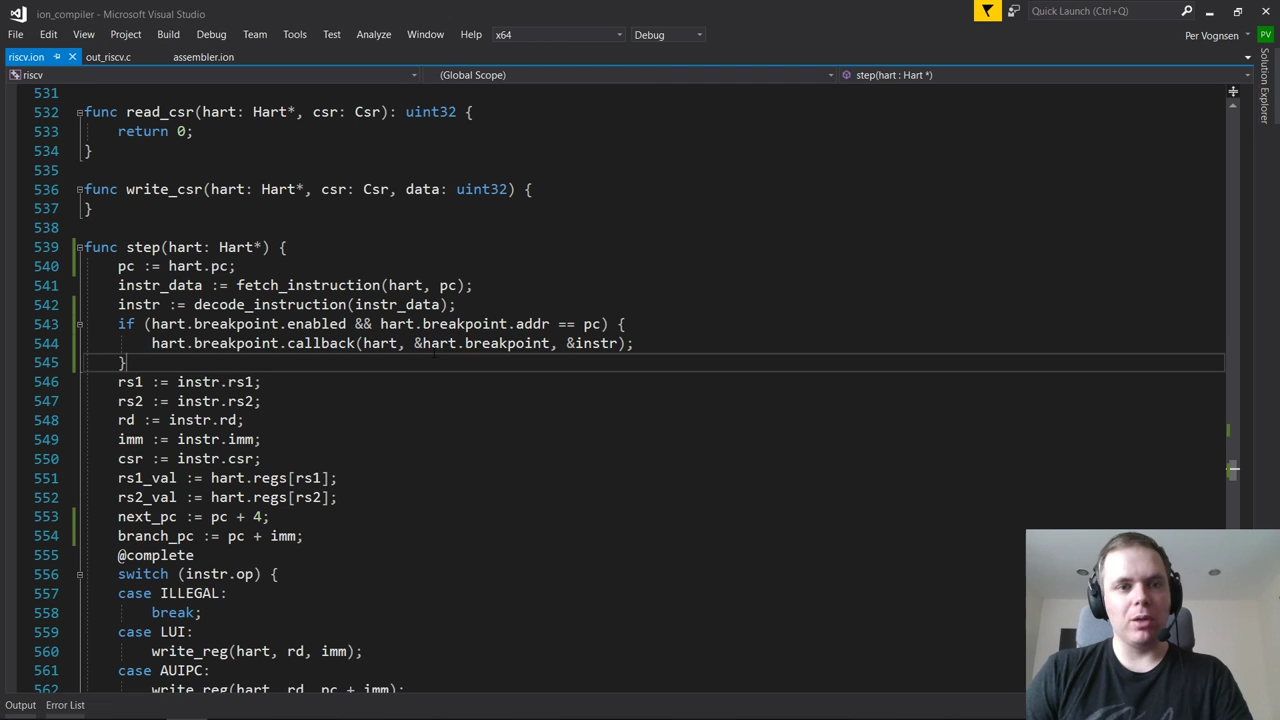 ion_compiler - Microsoft Visual Studio
Quick Launch (Ctrl+Q)
File Edit View Project Build Debug Team Tools Test Analyze Window Help x64 Debug Per Vognsen PV
riscv.ion out_riscv.c assembler.ion
riscv (Global Scope) step(hart : Hart *)
Solution Explorer
531
532 func read_csr(hart: Hart*, csr: Csr): uint32 {
533 return 0;
534 }
535
536 func write_csr(hart: Hart*, csr: Csr, data: uint32) {
537 }
538
539 func step(hart: Hart*) {
540 pc := hart.pc;
541 instr_data := fetch_instruction(hart, pc);
542 instr := decode_instruction(instr_data);
543 if (hart.breakpoint.enabled && hart.breakpoint.addr == pc) {
544 hart.breakpoint.callback(hart, &hart.breakpoint, &instr);
545 }
546 rs1 := instr.rs1;
547 rs2 := instr.rs2;
548 rd := instr.rd;
549 imm := instr.imm;
550 csr := instr.csr;
551 rs1_val := hart.regs[rs1];
552 rs2_val := hart.regs[rs2];
553 next_pc := pc + 4;
554 branch_pc := pc + imm;
555 @complete
556 switch (instr.op) {
557 case ILLEGAL:
558 break;
559 case LUI:
560 write_reg(hart, rd, imm);
561 case AUIPC:
562 write_reg(hart, rd, pc + imm);
Output Error List